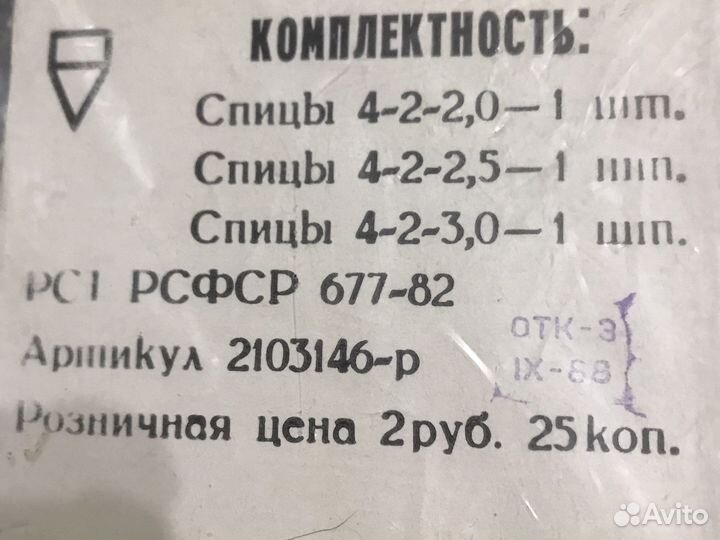 КОМПЛЕКТНОСТЬ:
Спицы 4-2-2,0—1 шт.
Спицы 4-2-2,5—1 шт.
Спицы 4-2-3,0—1 шт.
РСТ РСФСР 677-82
Артикул 2103146-р
ОТК-3
IX-88
Розничная цена 2руб. 25коп.
Avito